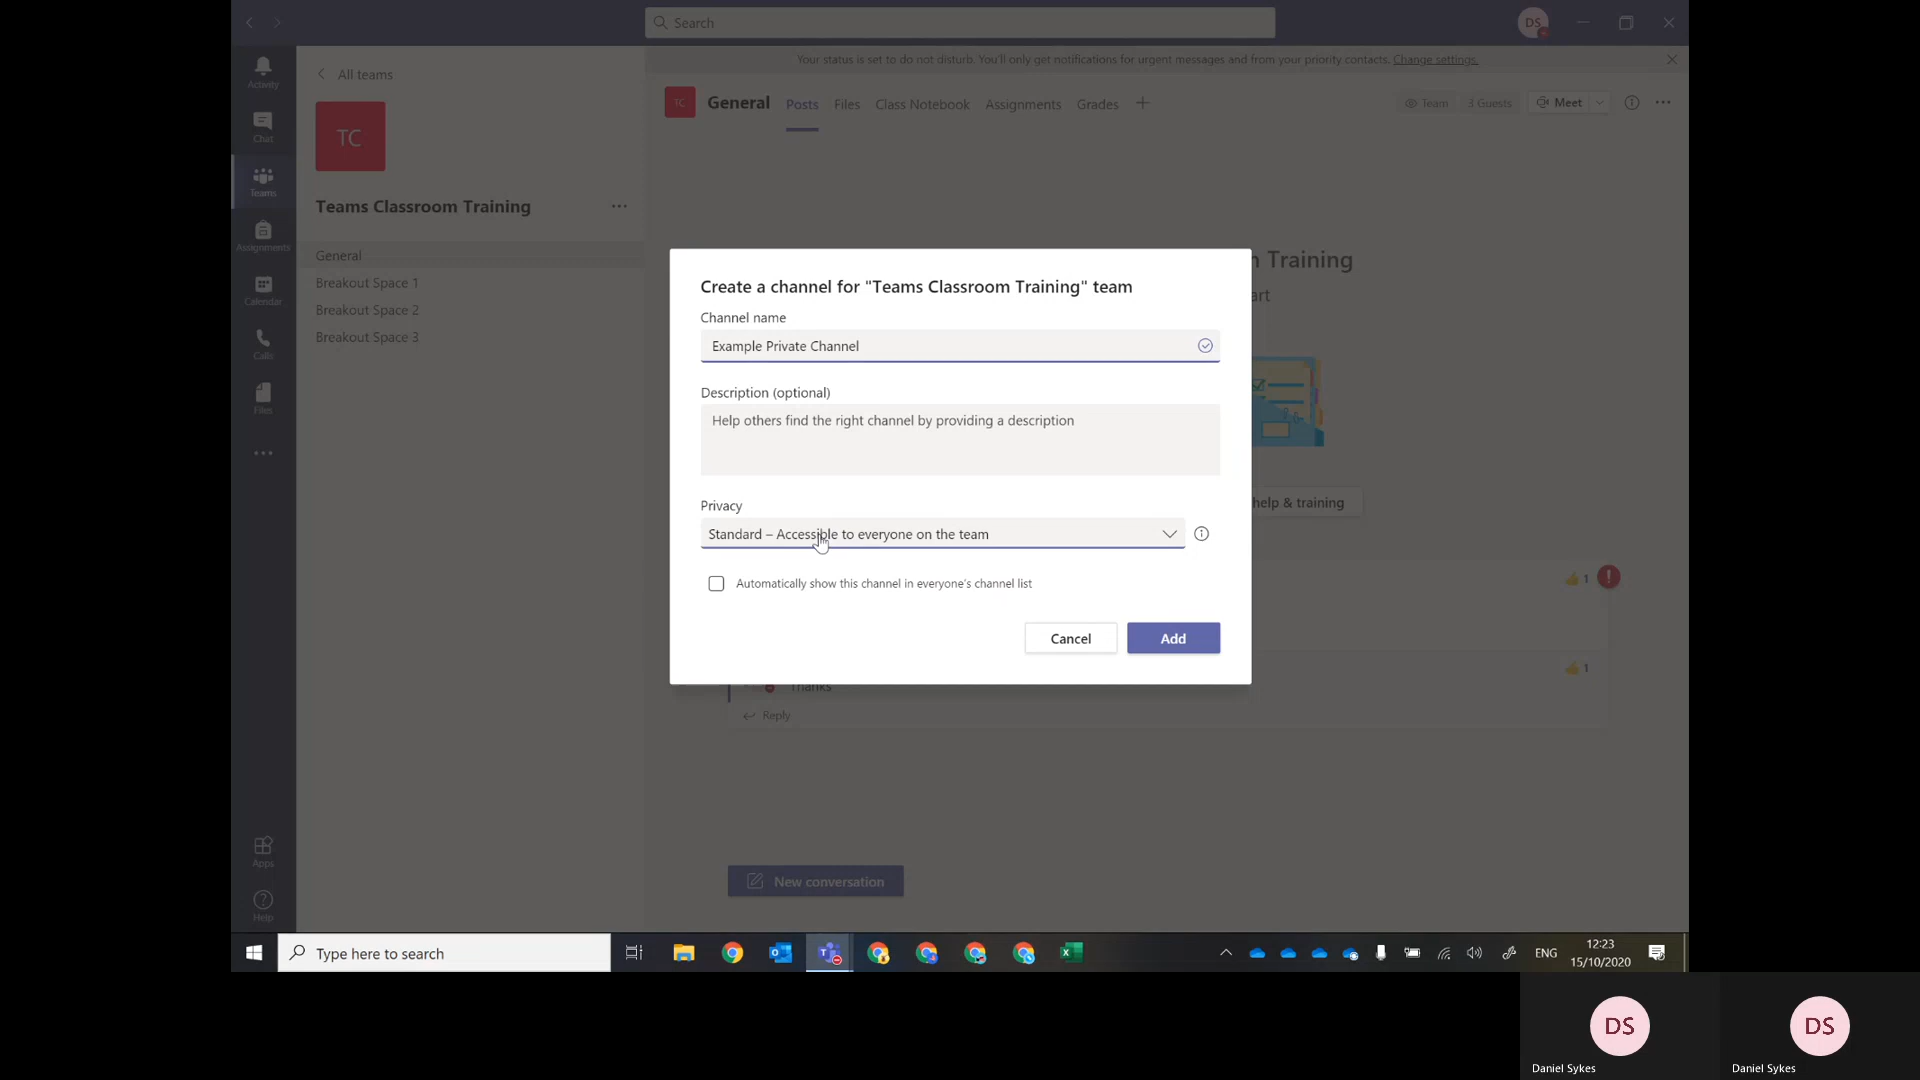 Search
DS
Your status is set to do not disturb. You'll only get notifications for urgent messages and from your priority contacts. Change settings.
Activity
Chat
Teams
Assignments
Calendar
Calls
Files
Apps
Help
All teams
TC
Teams Classroom Training
General
Breakout Space 1
Breakout Space 2
Breakout Space 3
TC
General
Posts
Files
Class Notebook
Assignments
Grades
Team
3 Guests
Meet
n Training
art
help & training
1
1
Thanks
Reply
New conversation
Create a channel for "Teams Classroom Training" team
Channel name
Example Private Channel
Description (optional)
Help others find the right channel by providing a description
Privacy
Standard – Accessible to everyone on the team
Automatically show this channel in everyone's channel list
Cancel
Add
Type here to search
ENG
12:23
15/10/2020
DS
Daniel Sykes
DS
Daniel Sykes